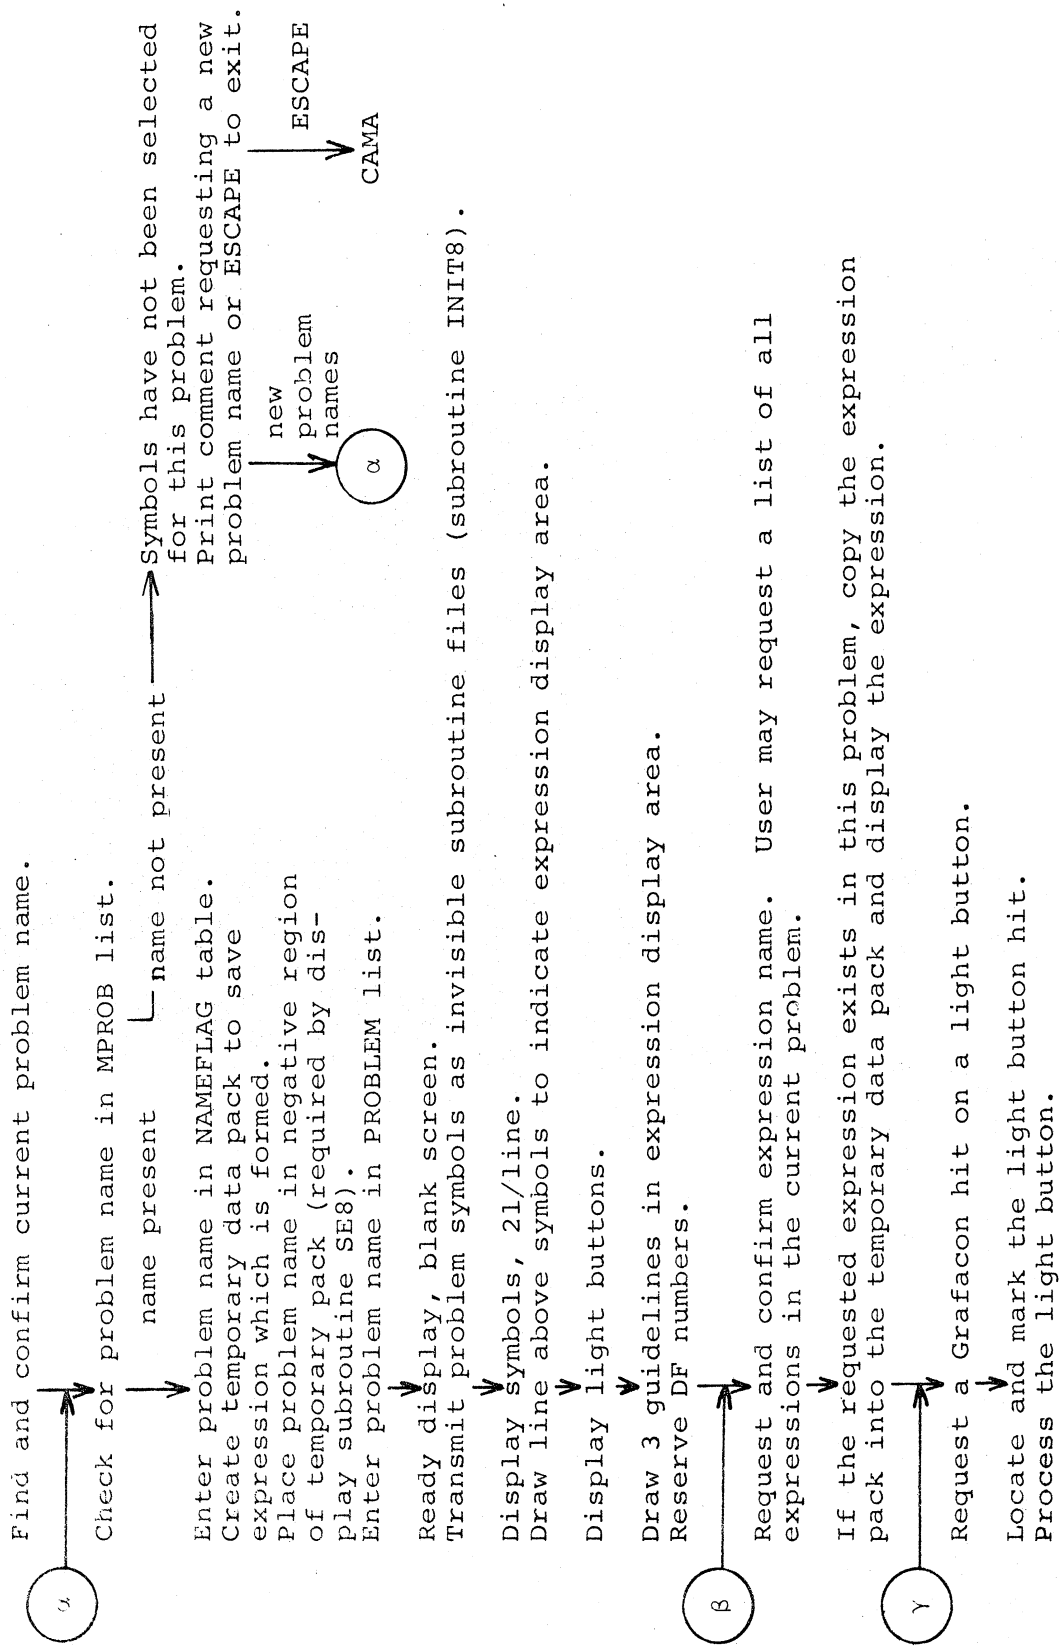 Find and confirm current problem name.
α
Check for problem name in MPROB list.
name present
name not present
Symbols have not been selected
for this problem.
Print comment requesting a new
problem name or ESCAPE to exit.
new
problem
names
α
ESCAPE
CAMA
Enter problem name in NAMEFLAG table.
Create temporary data pack to save
expression which is formed.
Place problem name in negative region
of temporary pack (required by dis-
play subroutine SE8).
Enter problem name in PROBLEM list.
Ready display, blank screen.
Transmit problem symbols as invisible subroutine files (subroutine INIT8).
Display symbols, 21/line.
Draw line above symbols to indicate expression display area.
Display light buttons.
Draw 3 guidelines in expression display area.
Reserve DF numbers.
β
Request and confirm expression name. User may request a list of all
expressions in the current problem.
If the requested expression exists in this problem, copy the expression
pack into the temporary data pack and display the expression.
γ
Request a Grafacon hit on a light button.
Locate and mark the light button hit.
Process the light button.